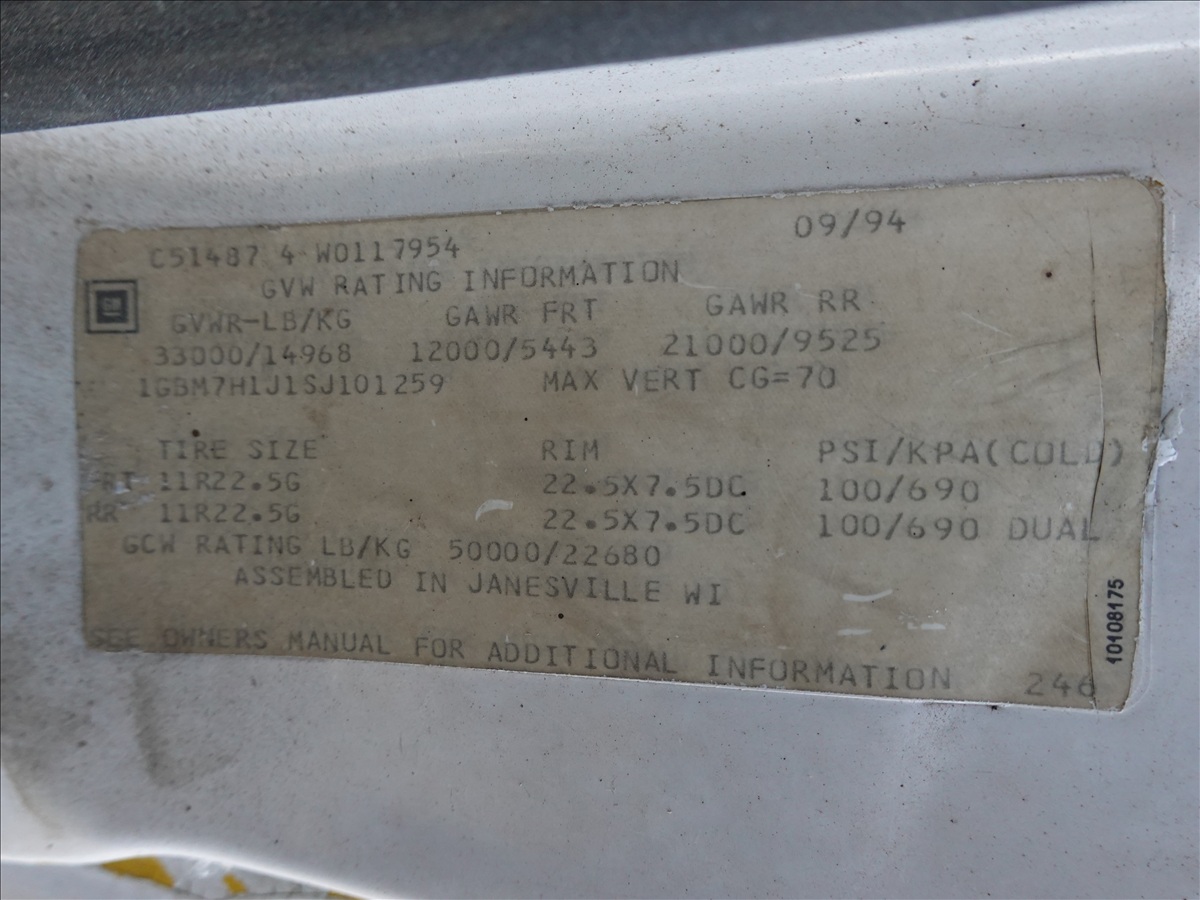 C51487 4 W0117954 09/94
GVW RATING INFORMATION
GM
GVWR-LB/KG GAWR FRT GAWR RR
33000/14968 12000/5443 21000/9525
1GBM7H1J1SJ101259 MAX VERT CG=70
TIRE SIZE RIM PSI/KPA(COLD)
FRT 11R22.5G 22.5X7.5DC 100/690
RR 11R22.5G 22.5X7.5DC 100/690 DUAL
GCW RATING LB/KG 50000/22680
ASSEMBLED IN JANESVILLE WI
SEE OWNERS MANUAL FOR ADDITIONAL INFORMATION 246
10108175